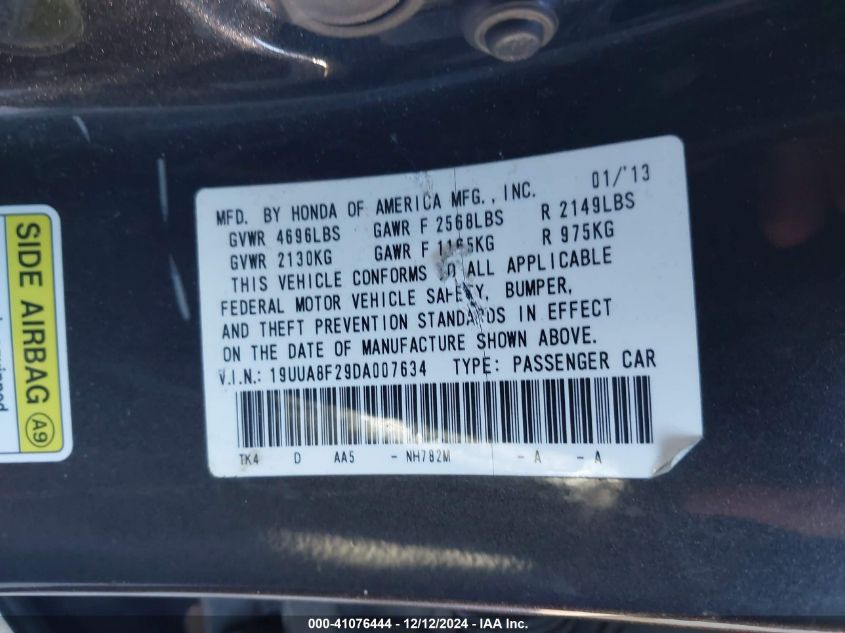 MFD. BY HONDA OF AMERICA MFG., INC. 01/'13
GVWR 4696LBS GAWR F 2568LBS R 2149LBS
GVWR 2130KG GAWR F 1165KG R 975KG
THIS VEHICLE CONFORMS TO ALL APPLICABLE
FEDERAL MOTOR VEHICLE SAFETY, BUMPER,
AND THEFT PREVENTION STANDARDS IN EFFECT
ON THE DATE OF MANUFACTURE SHOWN ABOVE.
V.I.N.: 19UUA8F29DA007634 TYPE: PASSENGER CAR
TK4 D AA5 - NH782M - A - A
SIDE AIRBAG A9
000-41076444 - 12/12/2024 - IAA Inc.